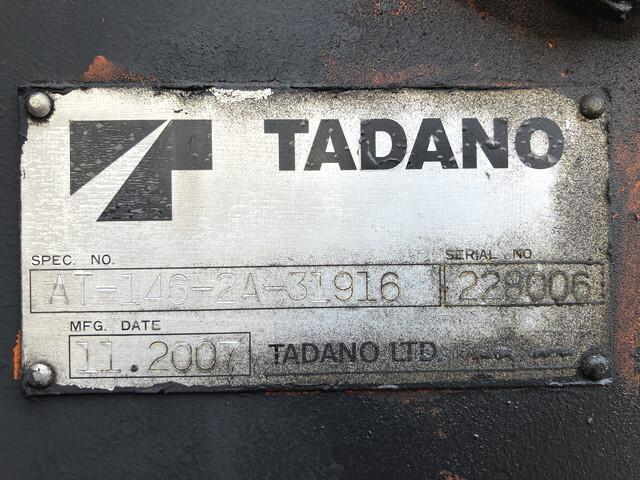 TADANO
SPEC. NO. SERIAL NO
AT-146-2A-31916 228006
MFG. DATE
11.2007 TADANO LTD